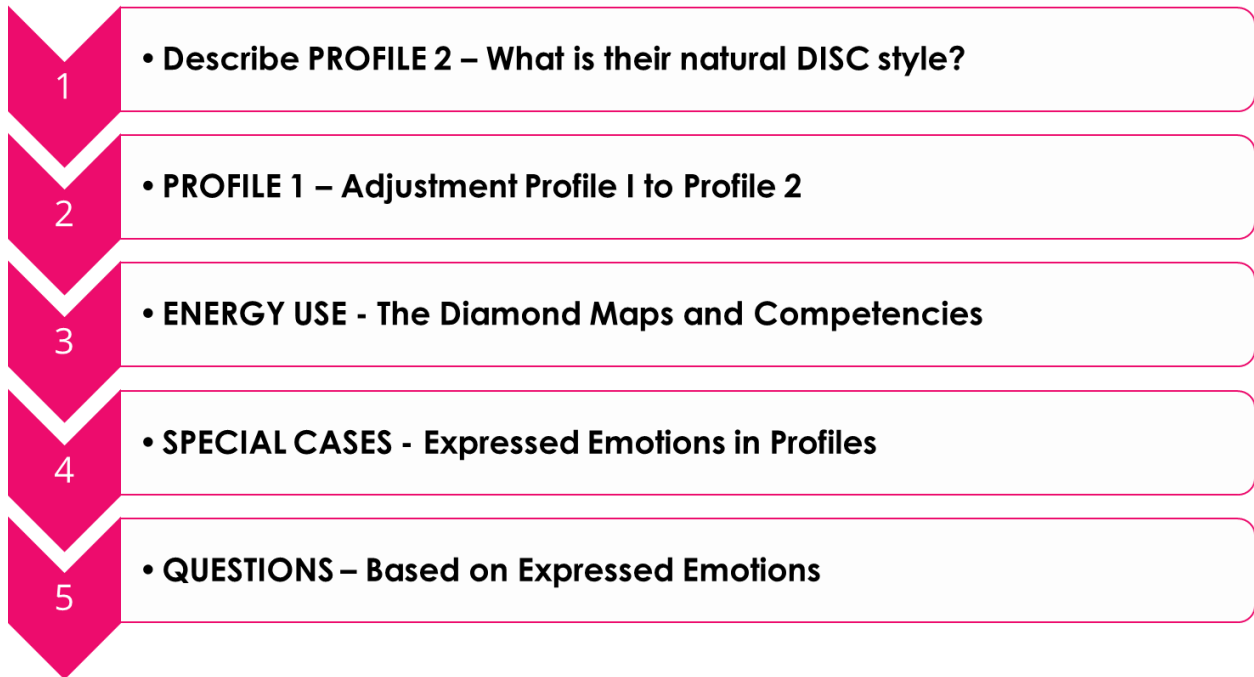 1
• Describe PROFILE 2 – What is their natural DISC style?
2
• PROFILE 1 – Adjustment Profile I to Profile 2
3
• ENERGY USE - The Diamond Maps and Competencies
4
• SPECIAL CASES - Expressed Emotions in Profiles
5
• QUESTIONS – Based on Expressed Emotions